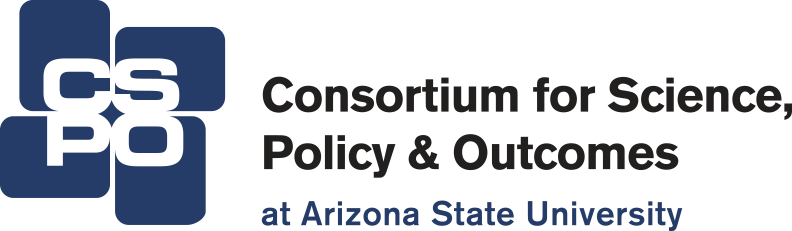 CS
PO
Consortium for Science,
Policy & Outcomes
at Arizona State University